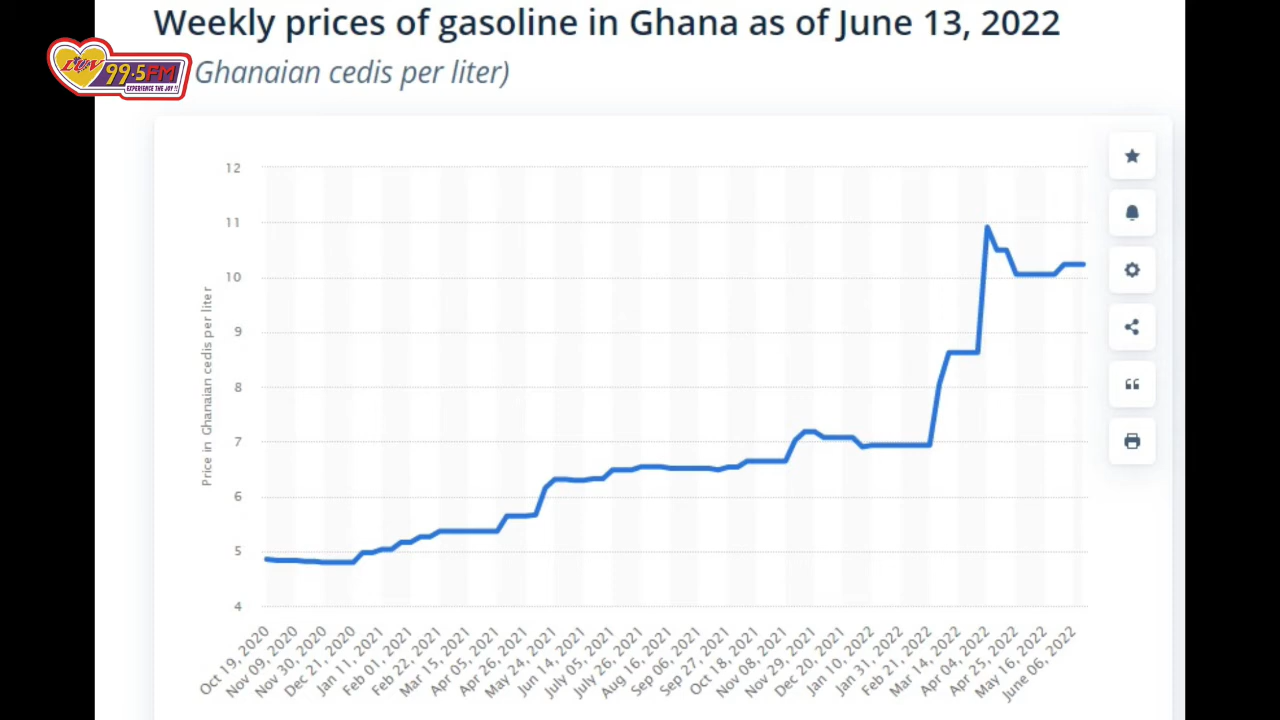 Weekly prices of gasoline in Ghana as of June 13, 2022
Ghanaian cedis per liter)
LUV
99.5FM
EXPERIENCE THE JOY !!
Price in Ghanaian cedis per liter
12
11
10
9
8
7
6
5
4
Oct 19, 2020
Nov 09, 2020
Nov 30, 2020
Dec 21, 2020
Jan 11, 2021
Feb 01, 2021
Feb 22, 2021
Mar 15, 2021
Apr 05, 2021
Apr 26, 2021
May 24, 2021
Jun 14, 2021
July 05, 2021
July 26, 2021
Aug 16, 2021
Sep 06, 2021
Sep 27, 2021
Oct 18, 2021
Nov 08, 2021
Nov 29, 2021
Dec 20, 2021
Jan 10, 2022
Jan 31, 2022
Feb 21, 2022
Mar 14, 2022
Apr 04, 2022
Apr 25, 2022
May 16, 2022
June 06, 2022